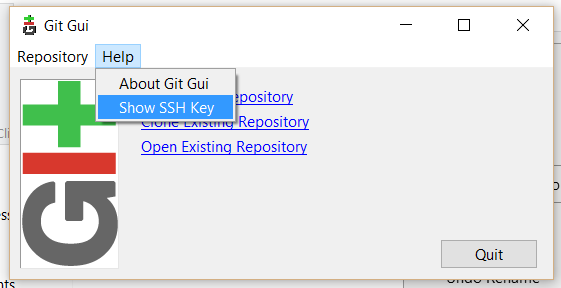 Git Gui
Repository Help
About Git Gui
Show SSH Key
Repository
Clone Existing Repository
Open Existing Repository
Quit
Undo Rename